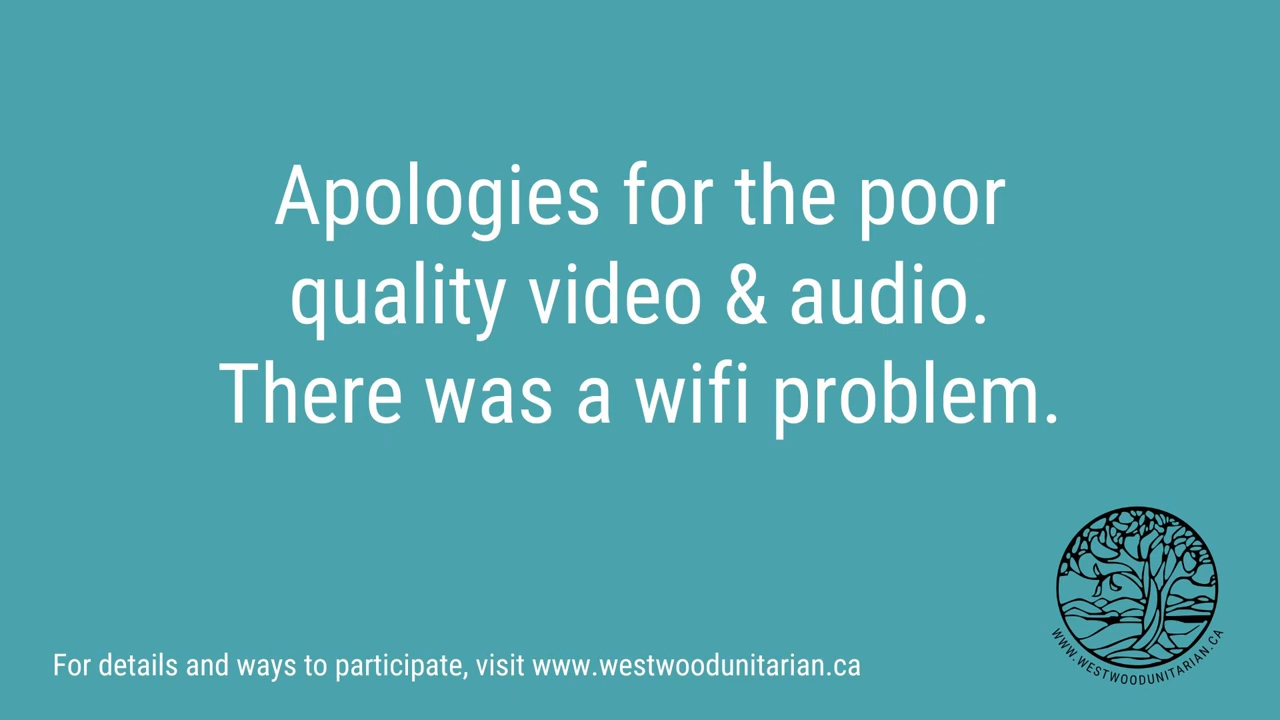 Apologies for the poor
quality video & audio.
There was a wifi problem.
For details and ways to participate, visit www.westwoodunitarian.ca
WWW.WESTWOODUNITARIAN.CA